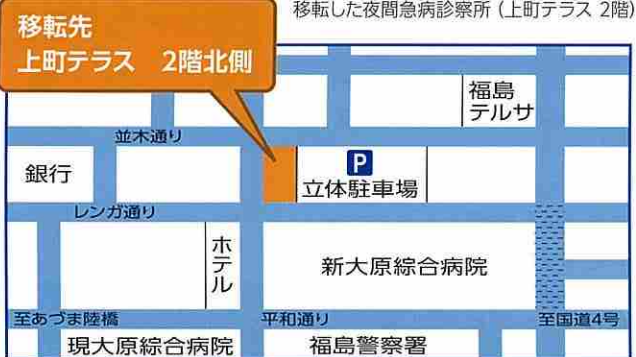 移転した夜間急病診察所（上町テラス 2階）
移転先
上町テラス　2階北側
福島
テルサ
並木通り
銀行
P
立体駐車場
レンガ通り
ホテル
新大原綜合病院
至あづま陸橋
平和通り
至国道4号
現大原綜合病院
福島警察署